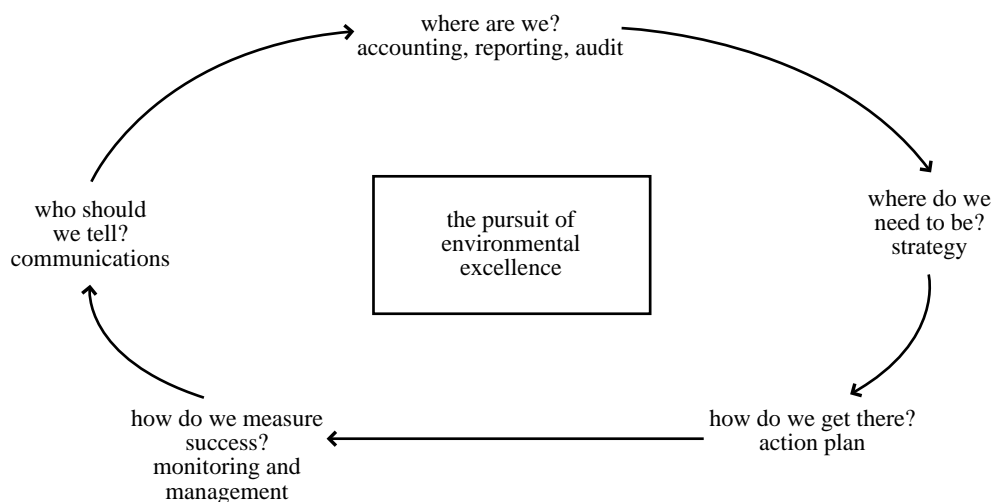 where are we?
accounting, reporting, audit
where do we
need to be?
strategy
how do we get there?
action plan
how do we measure
success?
monitoring and
management
who should
we tell?
communications
the pursuit of
environmental
excellence